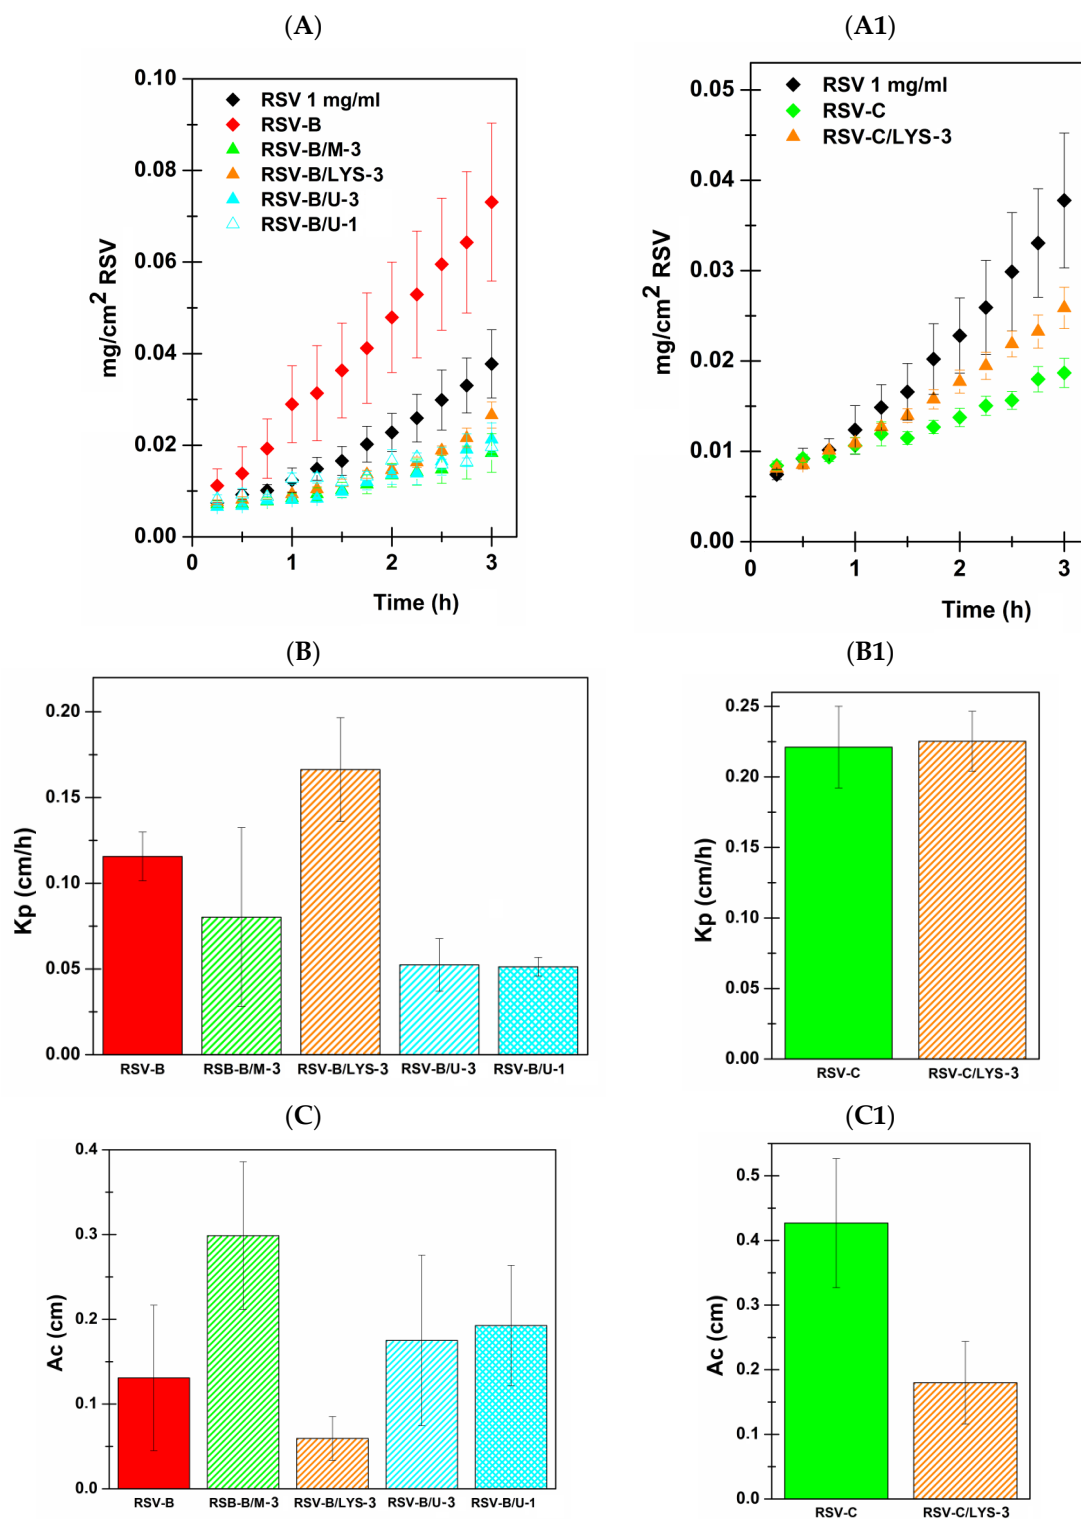 (A)
0.10
0.08
0.06
0.04
0.02
0.00
mg/cm² RSV
RSV 1 mg/ml
RSV-B
RSV-B/M-3
RSV-B/LYS-3
RSV-B/U-3
RSV-B/U-1
0 1 2 3
Time (h)
(A1)
0.05
0.04
0.03
0.02
0.01
0.00
mg/cm² RSV
RSV 1 mg/ml
RSV-C
RSV-C/LYS-3
0 1 2 3
Time (h)
(B)
0.20
0.15
0.10
0.05
0.00
Kp (cm/h)
RSV-B RSB-B/M-3 RSV-B/LYS-3 RSV-B/U-3 RSV-B/U-1
(B1)
0.25
0.20
0.15
0.10
0.05
0.00
Kp (cm/h)
RSV-C RSV-C/LYS-3
(C)
0.4
0.3
0.2
0.1
0.0
Ac (cm)
RSV-B RSB-B/M-3 RSV-B/LYS-3 RSV-B/U-3 RSV-B/U-1
(C1)
0.5
0.4
0.3
0.2
0.1
0.0
Ac (cm)
RSV-C RSV-C/LYS-3